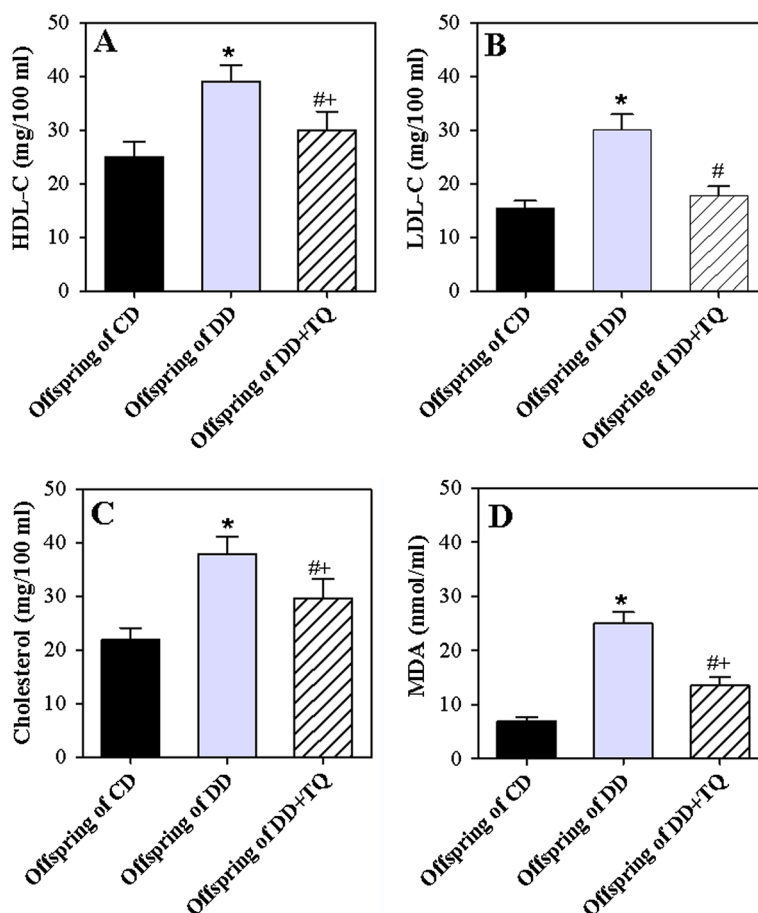 A
HDL-C (mg/100 ml)
50
40
30
20
10
0
*
#+
Offspring of CD
Offspring of DD
Offspring of DD+TQ
B
LDL-C (mg/100 ml)
50
40
30
20
10
0
*
#
Offspring of CD
Offspring of DD
Offspring of DD+TQ
C
Cholesterol (mg/100 ml)
50
40
30
20
10
0
*
#+
Offspring of CD
Offspring of DD
Offspring of DD+TQ
D
MDA (nmol/ml)
50
40
30
20
10
0
*
#+
Offspring of CD
Offspring of DD
Offspring of DD+TQ